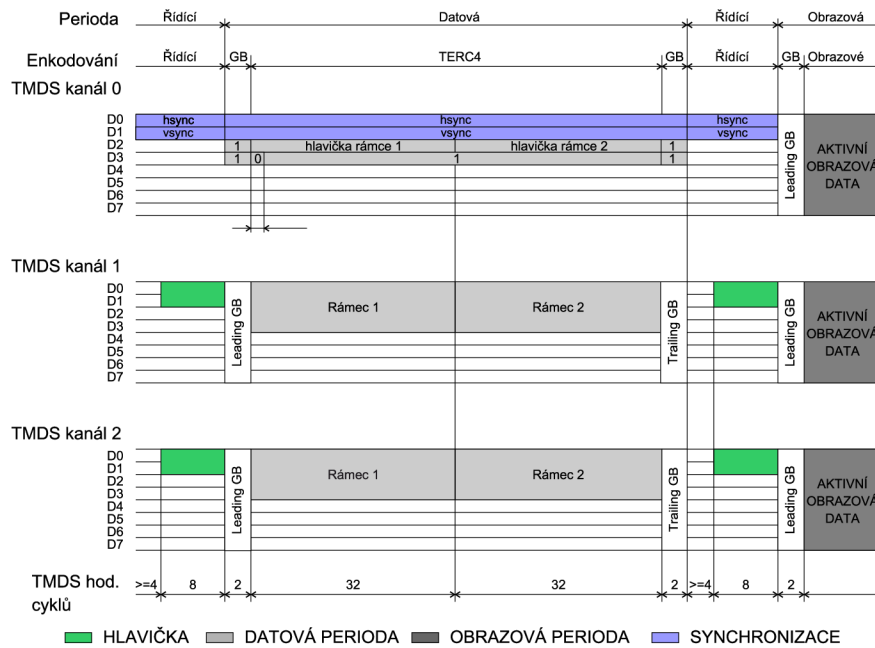 Perioda Řídící Datová Řídící Obrazová
Enkodování Řídící GB TERC4 GB Řídící GB Obrazové
TMDS kanál 0
D0 hsync hsync hsync
D1 vsync vsync vsync
D2 1 hlavička rámce 1 hlavička rámce 2 1
D3 1 0 1 1
D4
D5
D6
D7
Leading GB
AKTIVNÍ
OBRAZOVÁ
DATA
TMDS kanál 1
D0
D1
D2
D3
D4
D5
D6
D7
Leading GB
Rámec 1
Rámec 2
Trailing GB
Leading GB
AKTIVNÍ
OBRAZOVÁ
DATA
TMDS kanál 2
D0
D1
D2
D3
D4
D5
D6
D7
Leading GB
Rámec 1
Rámec 2
Trailing GB
Leading GB
AKTIVNÍ
OBRAZOVÁ
DATA
TMDS hod. >=4 8 2 32 32 2 >=4 8 2
cyklů
HLAVIČKA DATOVÁ PERIODA OBRAZOVÁ PERIODA SYNCHRONIZACE